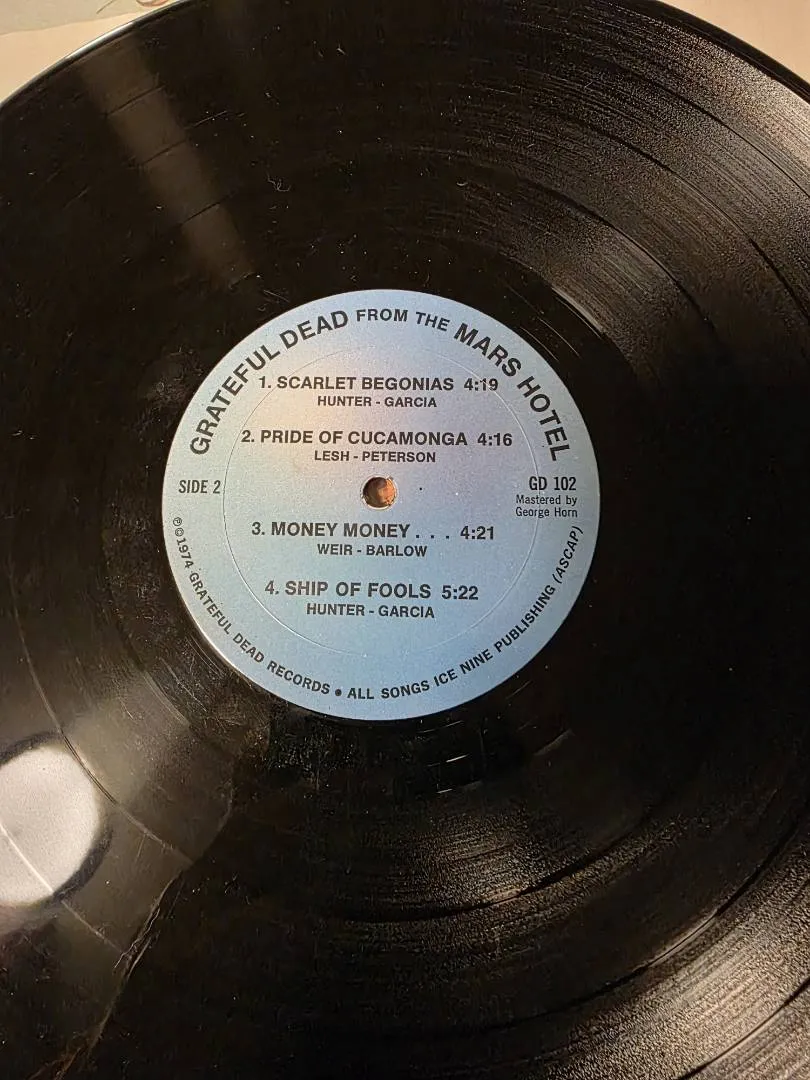 GRATEFUL DEAD FROM THE MARS HOTEL
1. SCARLET BEGONIAS 4:19
HUNTER - GARCIA
2. PRIDE OF CUCAMONGA 4:16
LESH - PETERSON
SIDE 2
GD 102
Mastered by
George Horn
3. MONEY MONEY . . . 4:21
WEIR - BARLOW
4. SHIP OF FOOLS 5:22
HUNTER - GARCIA
℗©1974 GRATEFUL DEAD RECORDS • ALL SONGS ICE NINE PUBLISHING (ASCAP)